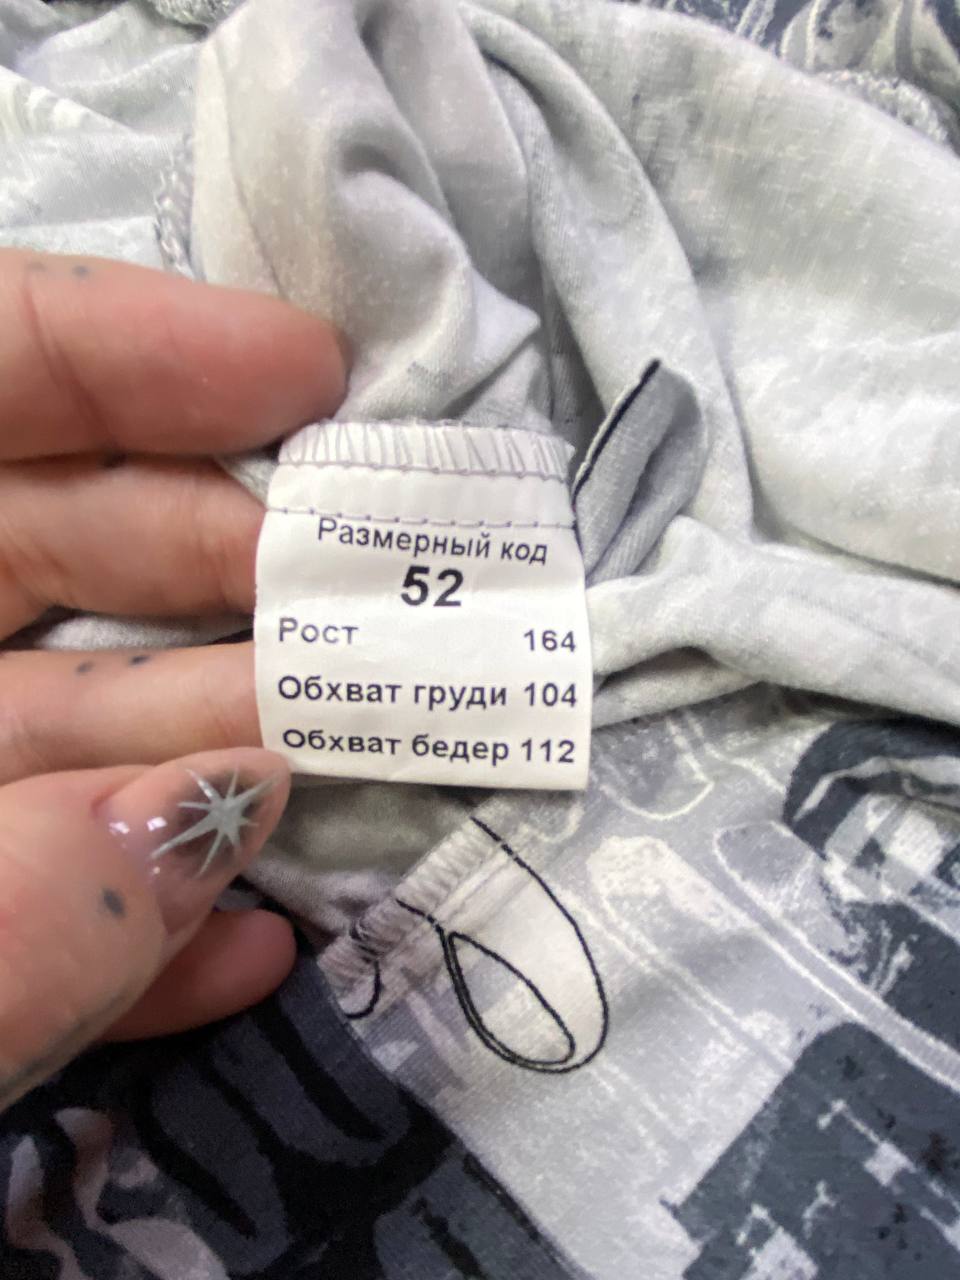 Размерный код
52
Рост 164
Обхват груди 104
Обхват бедер 112